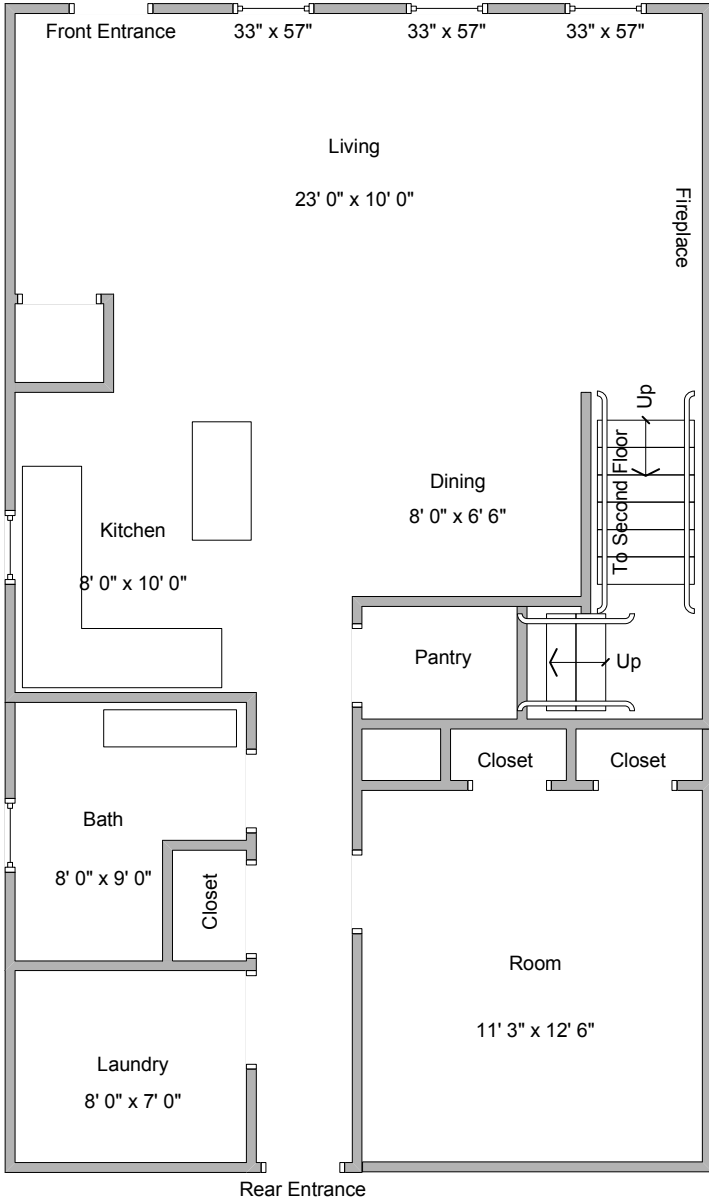 Front Entrance
33" x 57"
33" x 57"
33" x 57"
Living
23' 0" x 10' 0"
Fireplace
Up
To Second Floor
Dining
8' 0" x 6' 6"
Kitchen
8' 0" x 10' 0"
Pantry
Up
Closet
Closet
Bath
8' 0" x 9' 0"
Closet
Room
11' 3" x 12' 6"
Laundry
8' 0" x 7' 0"
Rear Entrance